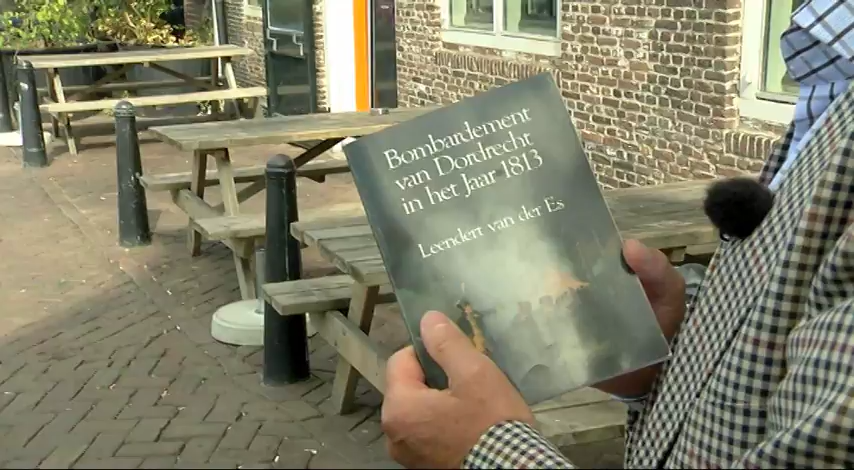 Bombardement
van Dordrecht
in het Jaar 1813
Leendert van der Es